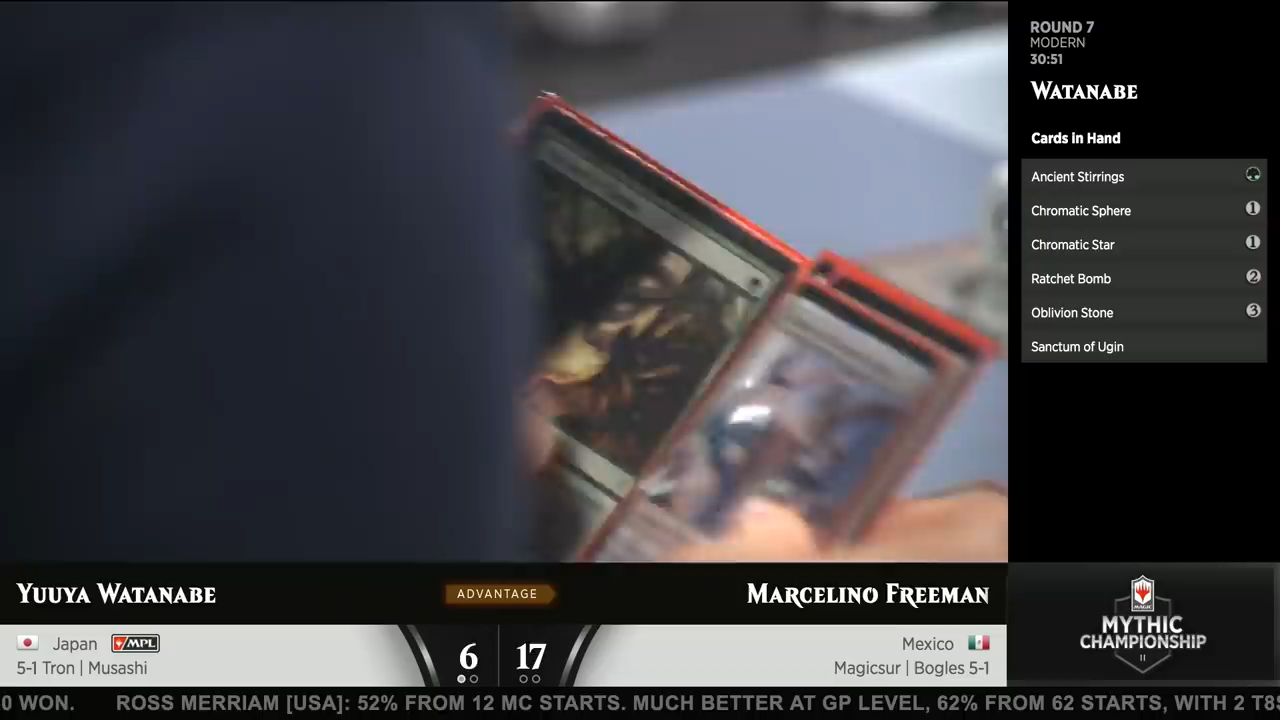 ROUND 7
MODERN
30:51
WATANABE
Cards in Hand
Ancient Stirrings
Chromatic Sphere 1
Chromatic Star 1
Ratchet Bomb 2
Oblivion Stone 3
Sanctum of Ugin
YUUYA WATANABE
ADVANTAGE
MARCELINO FREEMAN
Japan MPL
5-1 Tron | Musashi
6 17
Mexico
Magicsur | Bogles 5-1
MAGIC
MYTHIC
CHAMPIONSHIP
II
0 WON. ROSS MERRIAM [USA]: 52% FROM 12 MC STARTS. MUCH BETTER AT GP LEVEL, 62% FROM 62 STARTS, WITH 2 T8S